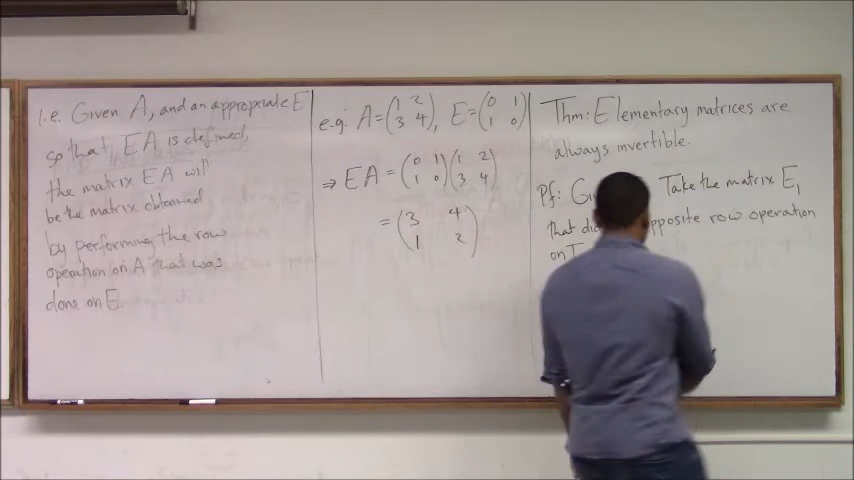 i.e. Given A, and an appropriate E
so that EA is defined,
the matrix EA will
be the matrix obtained
by performing the row
operation on A that was
done on E.
e.g. A = (1 2 3 4), E = (0 1 1 0)
⇒ EA = (0 1 1 0)(1 2 3 4)
= (3 4 1 2)
Thm: Elementary matrices are
always invertible.
Pf: Take the matrix E₁
that opposite row operation
on